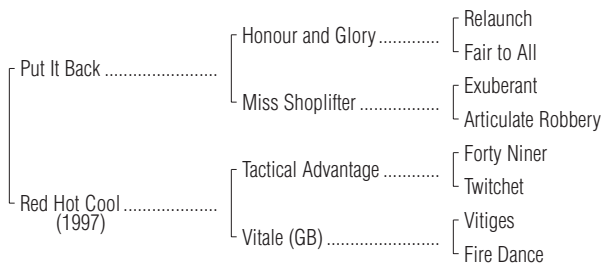 Relaunch
Honour and Glory .............
Fair to All
Put It Back ........................
Exuberant
Miss Shoplifter .................
Articulate Robbery
Forty Niner
Tactical Advantage ............
Twitchet
Red Hot Cool ....................
(1997)
Vitiges
Vitale (GB) ........................
Fire Dance